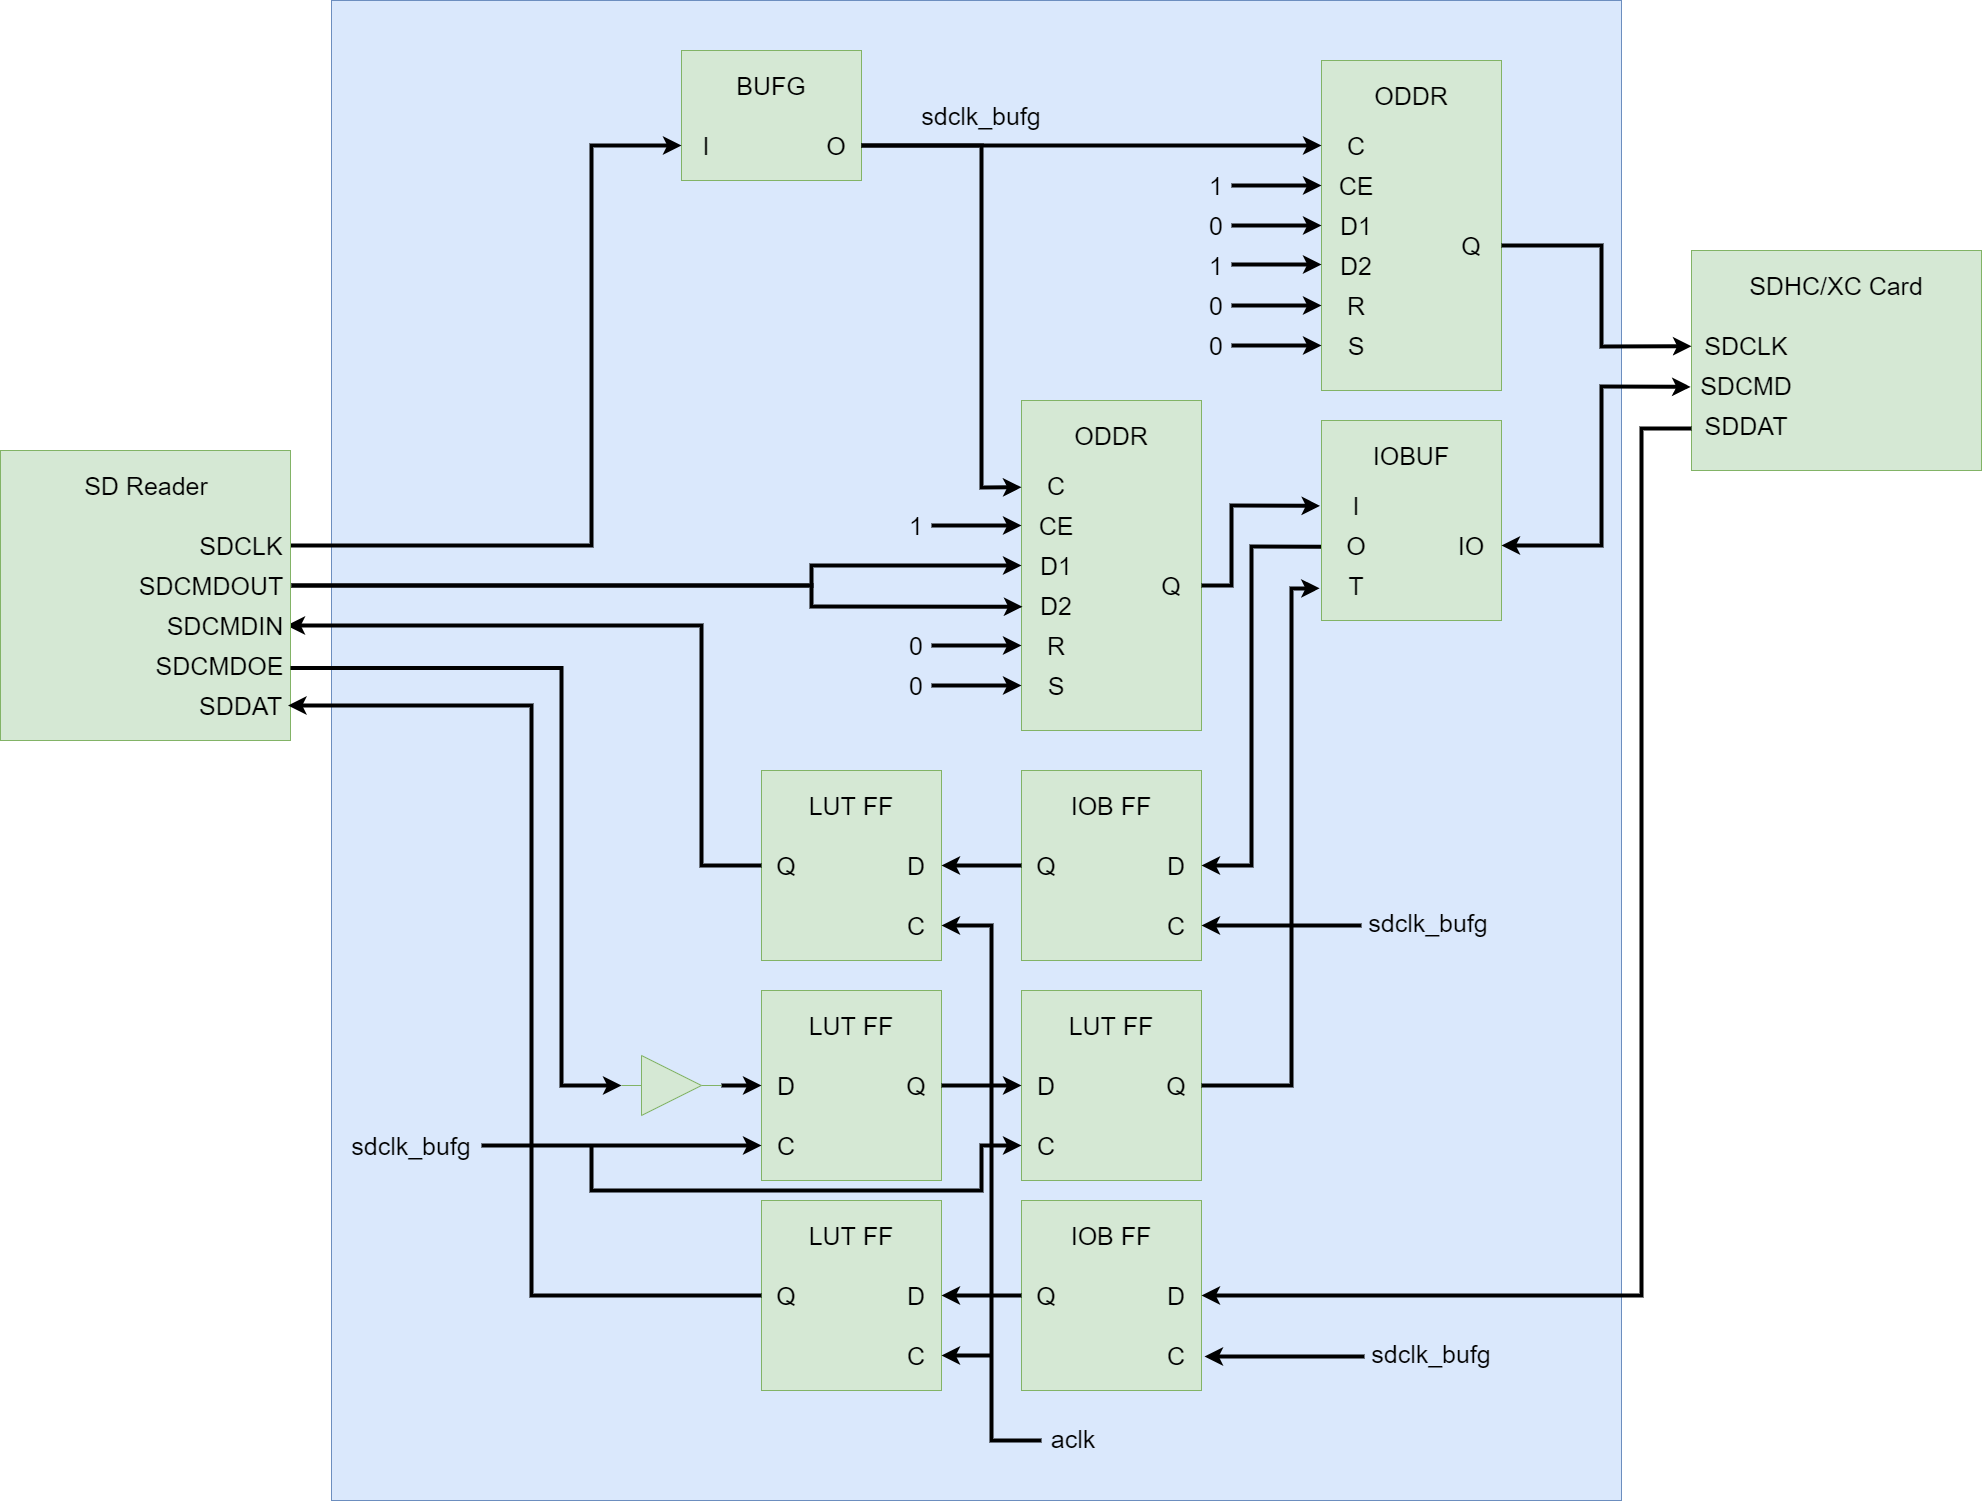 BUFG
I O
sdclk_bufg
ODDR
C
1 CE
0 D1
1 D2
Q
0 R
0 S
SDHC/XC Card
SDCLK
SDCMD
SDDAT
SD Reader
SDCLK
SDCMDOUT
SDCMDIN
SDCMDOE
SDDAT
ODDR
C
1 CE
D1
D2
Q
0 R
0 S
IOBUF
I
O IO
T
LUT FF
Q D
C
IOB FF
Q D
C
sdclk_bufg
LUT FF
D Q
sdclk_bufg
C
LUT FF
D Q
C
LUT FF
Q D
C
IOB FF
Q D
C
sdclk_bufg
aclk